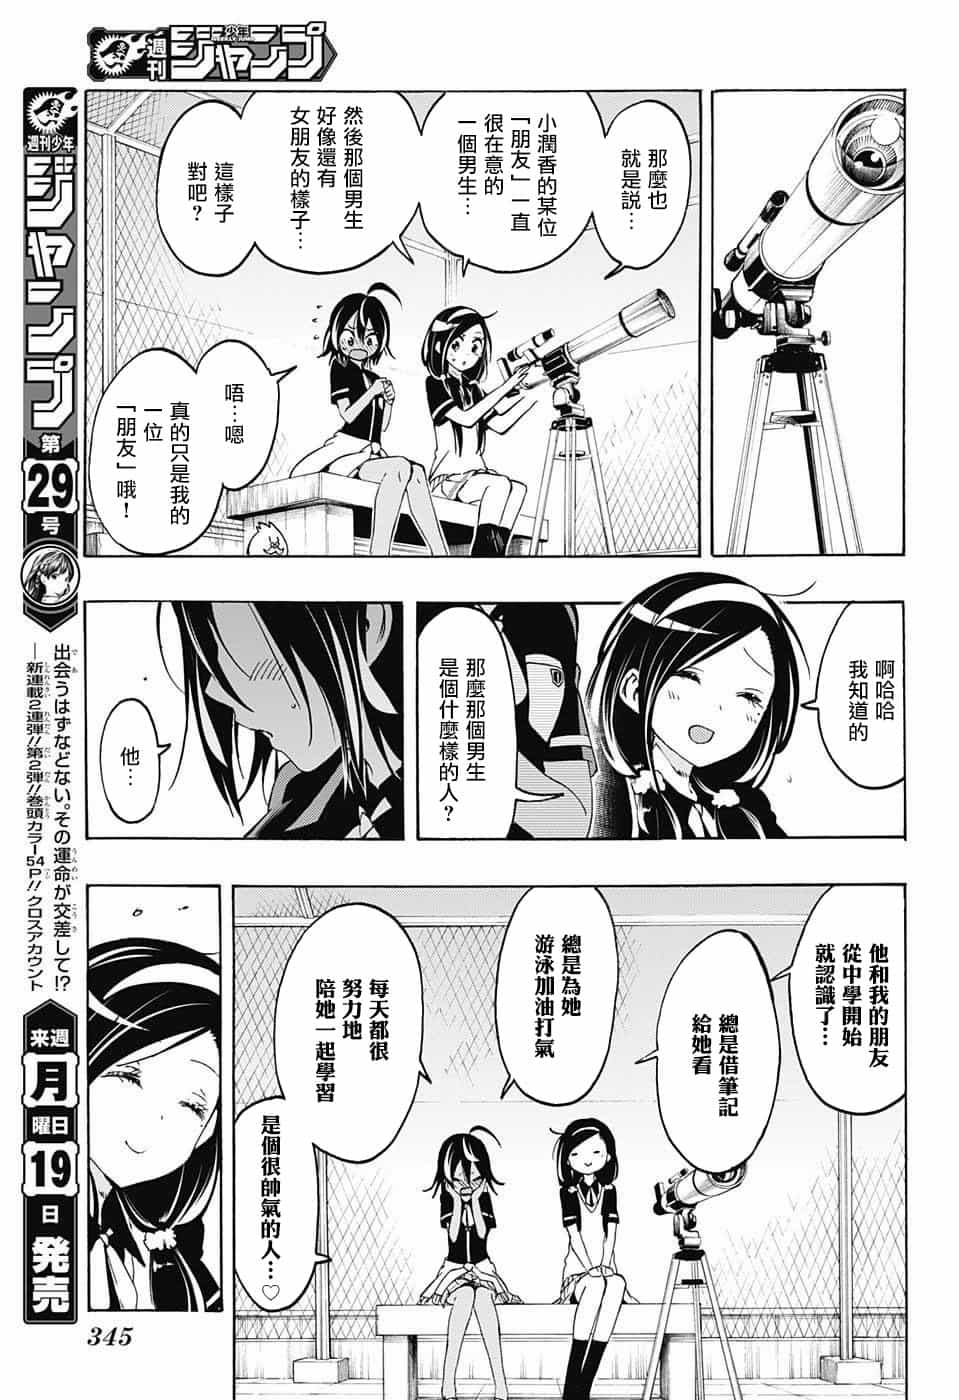 週刊
少年
ジャンプ
那麼也
就是説…
小潤香的某位
「朋友」一直
很在意的
一個男生…
然後那個男生
好像還有
女朋友的樣子…
這樣子
對吧？
唔…嗯
真的只是我的
一位
「朋友」哦！
啊哈哈
我知道的
那麼那個男生
是個什麼樣的人？
他…
他和我的朋友
從中學開始
就認識了…
總是借筆記
給她看
總是為她
游泳加油打氣
每天都很
努力地
陪她一起學習
是個很帥氣的人…♡
週刊少年
ジャンプ
第
29
号
出会うはずなどない。その運命が交差して!?
―新連載2連弾!!第2弾!!巻頭カラー54P!!クロスアカウント
来週
月
曜日
19
日
発売
345